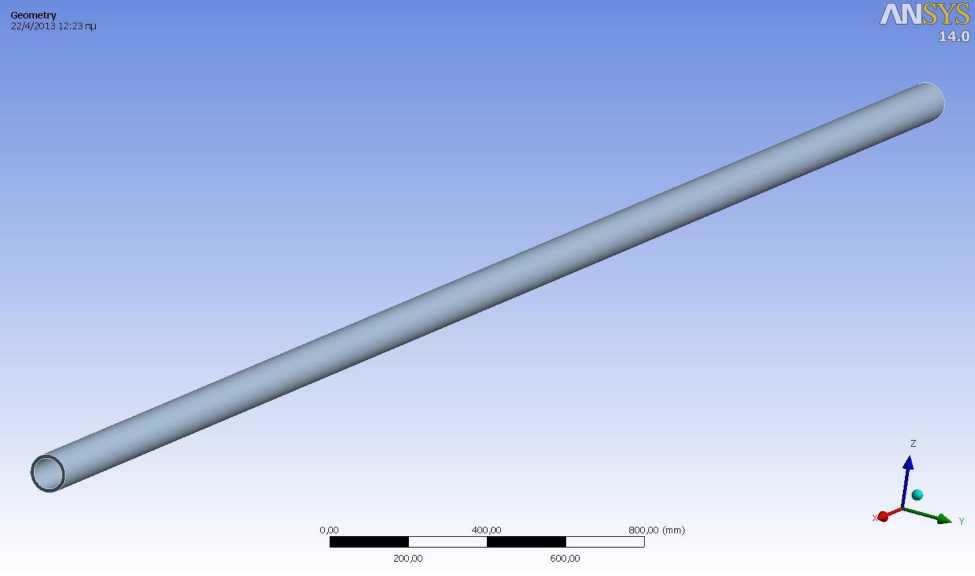 Geometry
22/4/2013 12:23 πμ
ANSYS
14.0
Z
X
Y
0,00 400,00 800,00 (mm)
200,00 600,00